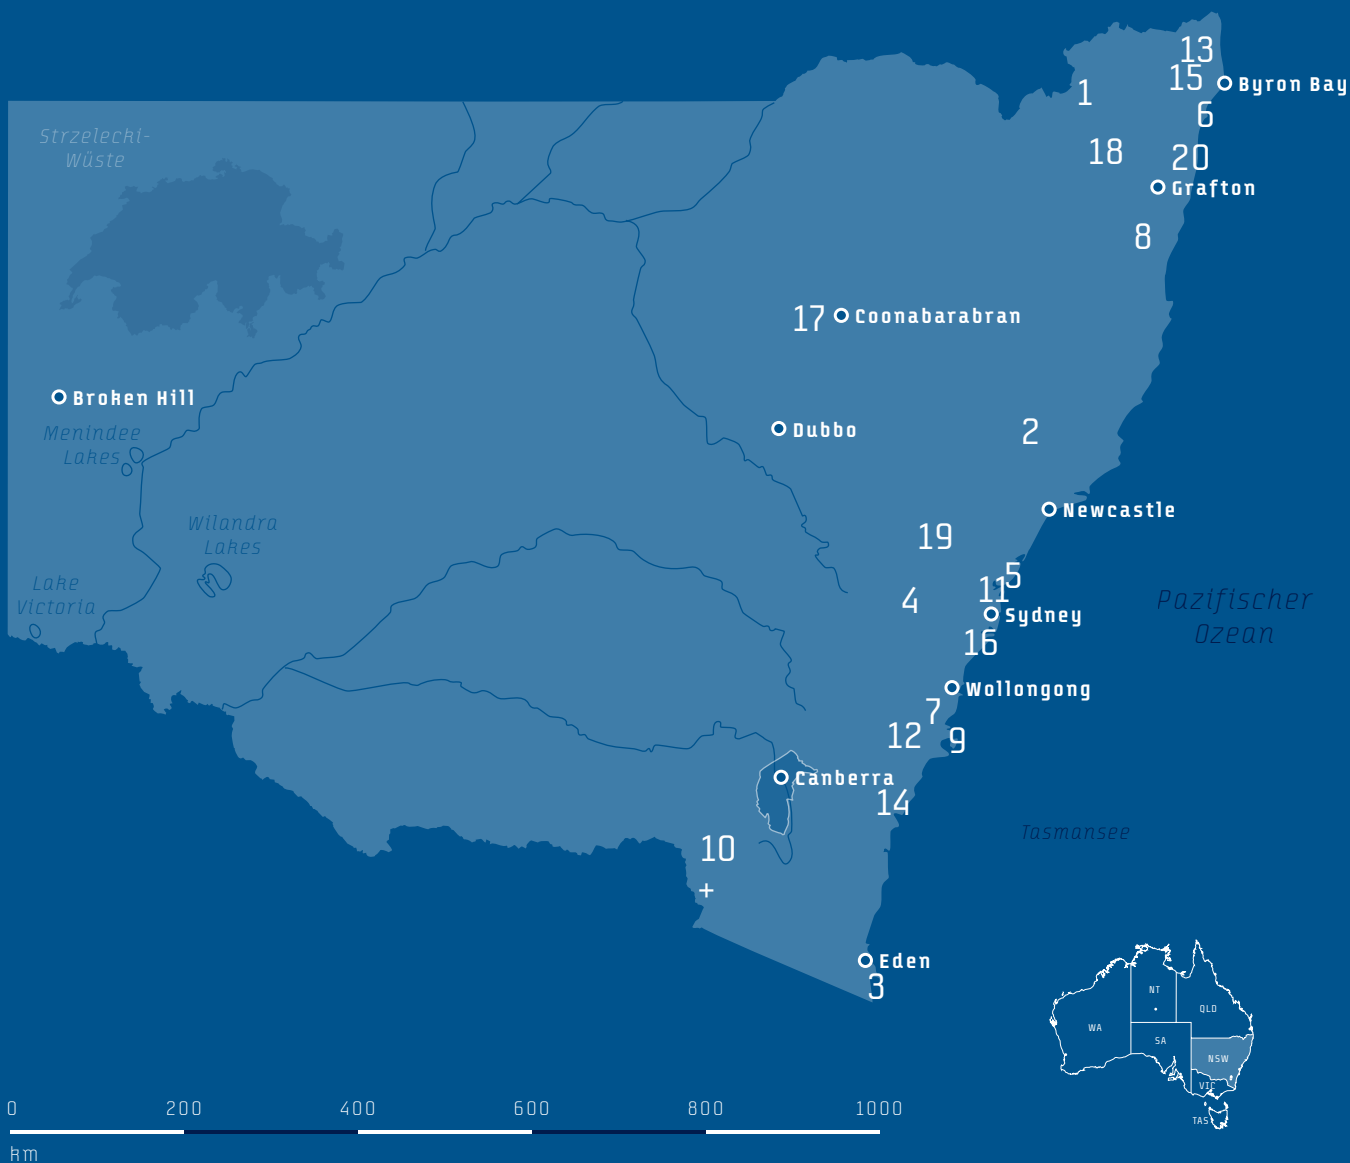 13
15
Byron Bay
1
6
Strzelecki-
Wüste
18
20
Grafton
8
17
Coonabarabran
Broken Hill
Menindee
Lakes
Dubbo
2
Newcastle
Wilandra
Lakes
19
Lake
Victoria
5
11
4
Sydney
Pazifischer
Ozean
16
Wollongong
7
12
9
Canberra
14
Tasmansee
10
+
Eden
3
NT
QLD
WA
SA
NSW
VIC
TAS
0
200
400
600
800
1000
km